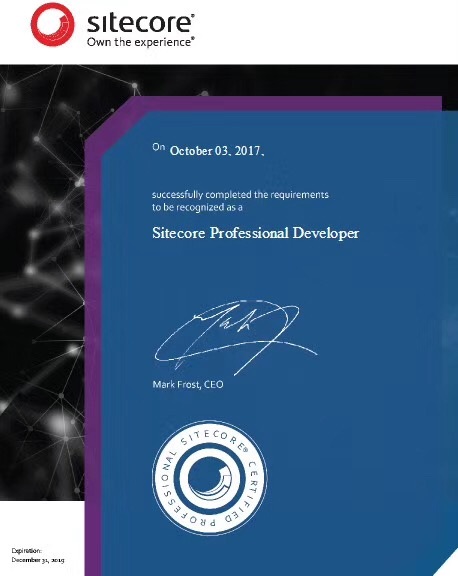 sitecore®
Own the experience®
On October 03, 2017,
successfully completed the requirements
to be recognized as a
Sitecore Professional Developer
Mark Frost, CEO
SITECORE® CERTIFIED PROFESSIONAL
Expiration:
December 31, 2019